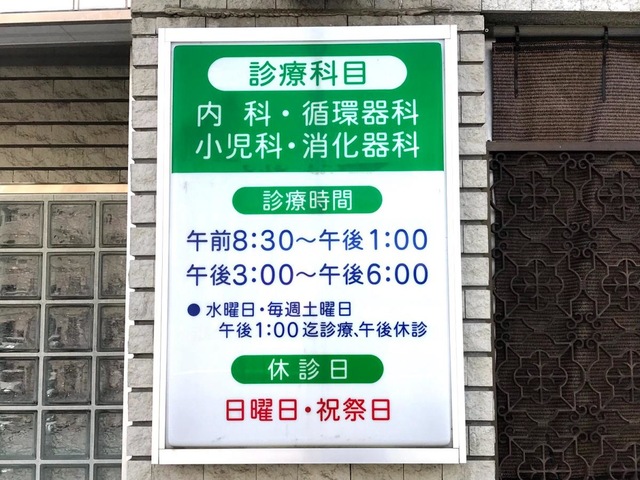 診療科目
内科・循環器科
小児科・消化器科
診療時間
午前8:30～午後1:00
午後3:00～午後6:00
● 水曜日・毎週土曜日
午後1:00迄診療、午後休診
休診日
日曜日・祝祭日